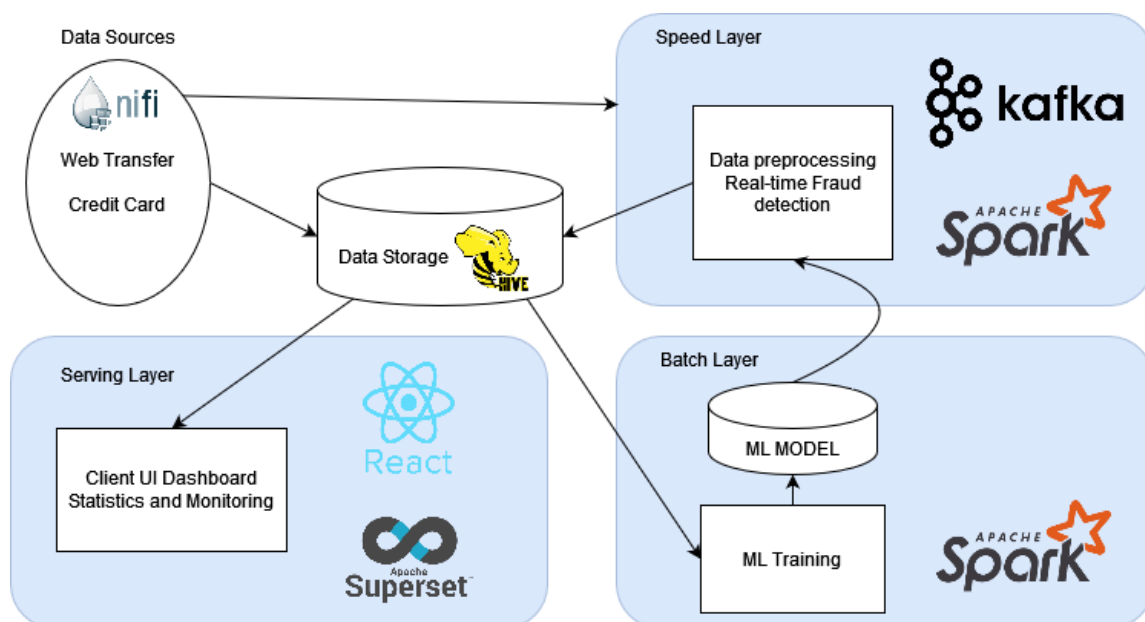 Data Sources
nifi
Web Transfer
Credit Card
Speed Layer
kafka
Data preprocessing
Real-time Fraud
detection
APACHE
Spark
Data Storage
HIVE
Serving Layer
React
Client UI Dashboard
Statistics and Monitoring
Apache
Superset
Batch Layer
ML MODEL
ML Training
APACHE
Spark